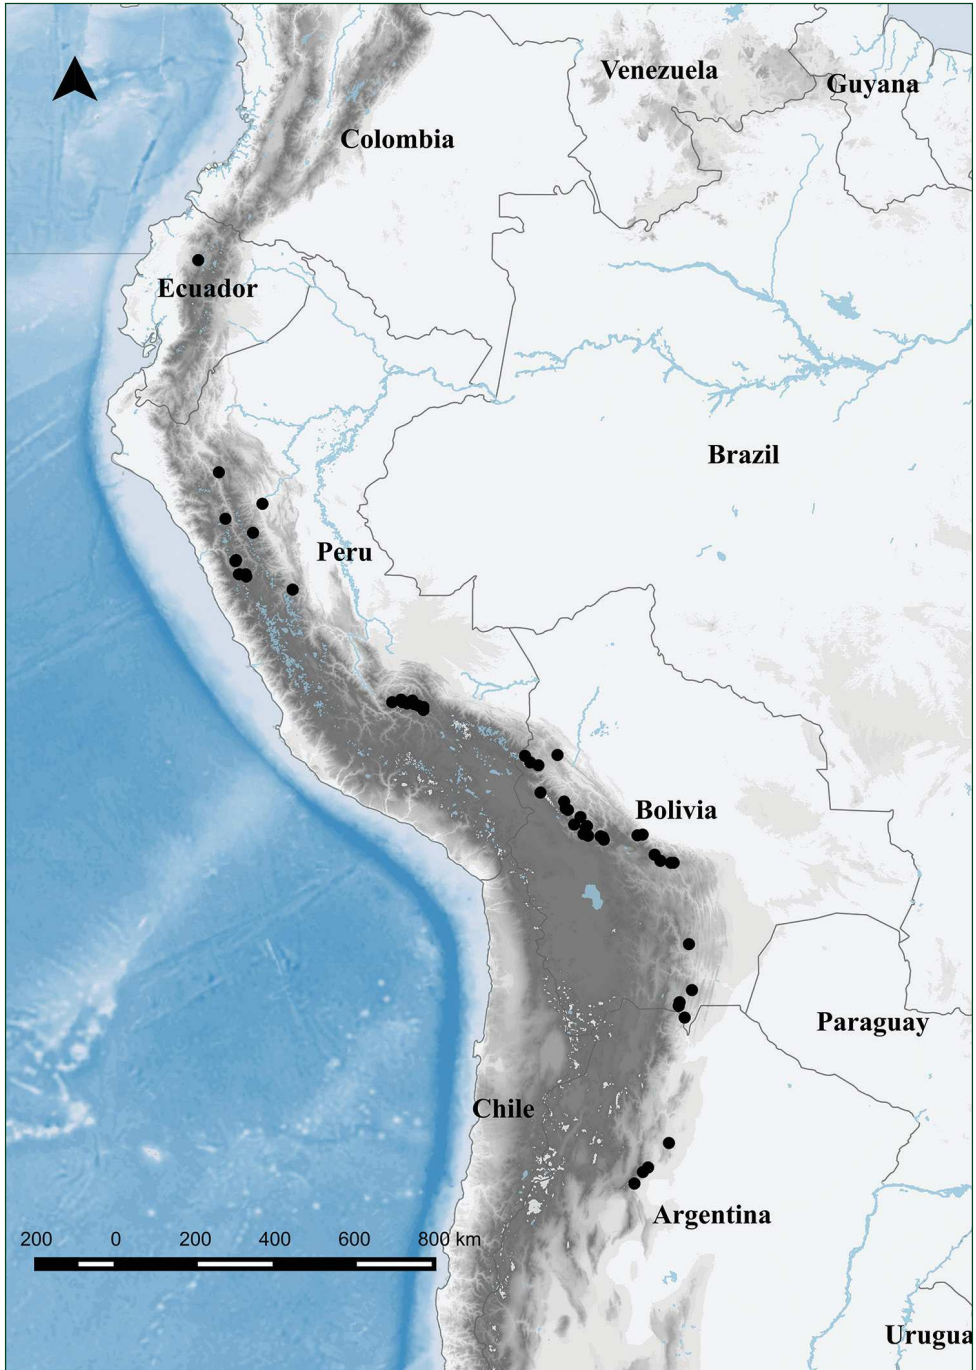 Venezuela
Guyana
Colombia
Ecuador
Brazil
Peru
Bolivia
Paraguay
Chile
Argentina
200 0 200 400 600 800 km
Urugua